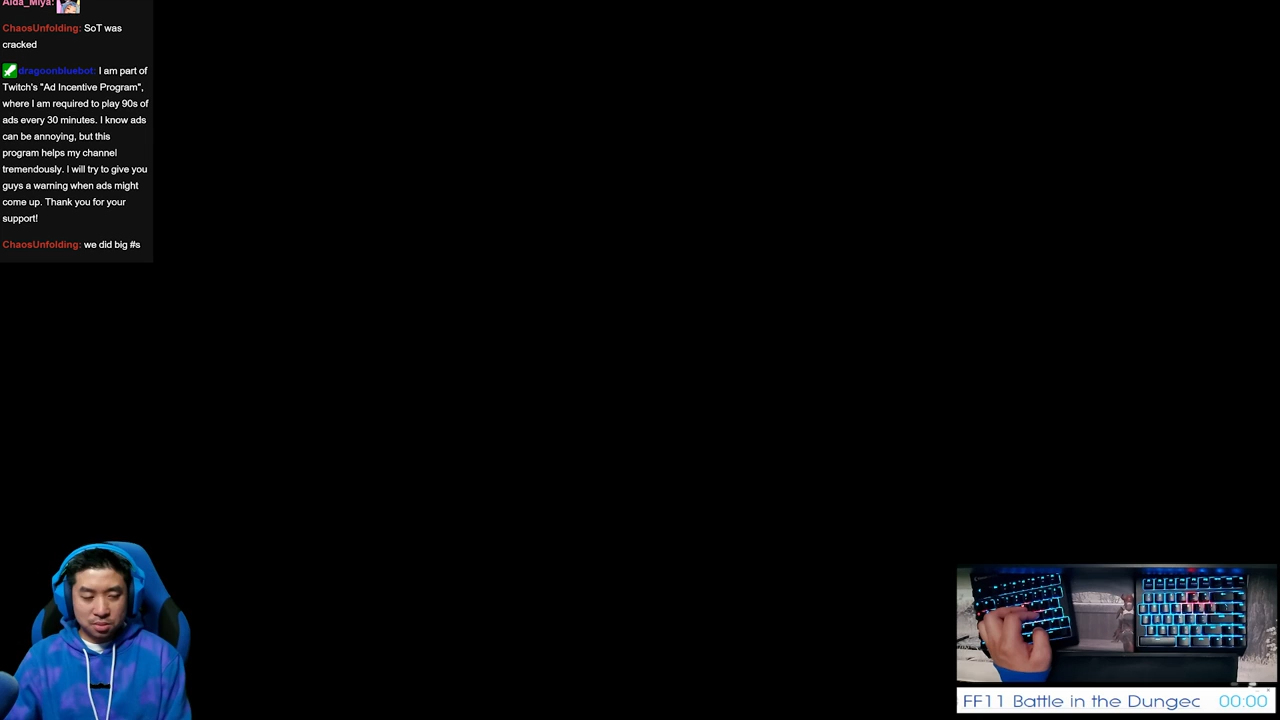 Aida_Miya:
ChaosUnfolding: SoT was
cracked
dragoonbluebot: I am part of
Twitch's "Ad Incentive Program",
where I am required to play 90s of
ads every 30 minutes. I know ads
can be annoying, but this
program helps my channel
tremendously. I will try to give you
guys a warning when ads might
come up. Thank you for your
support!
ChaosUnfolding: we did big #s
FF11 Battle in the Dungec 00:00